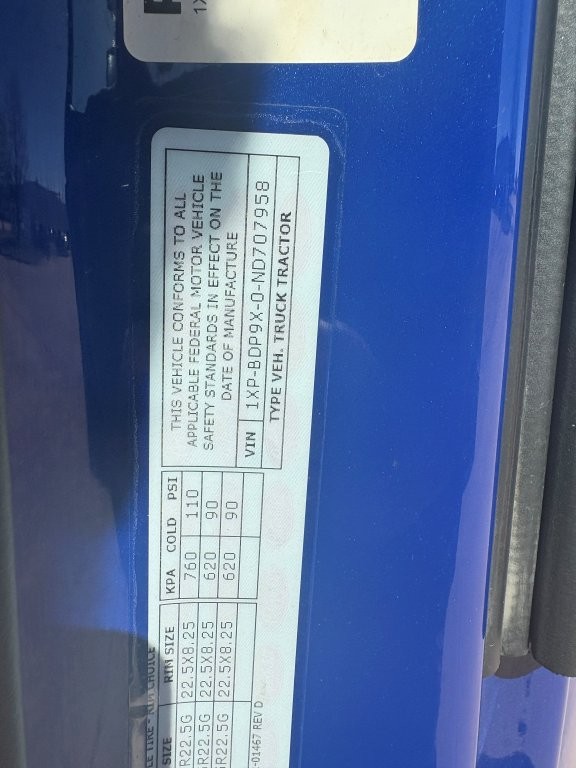 THIS VEHICLE CONFORMS TO ALL
APPLICABLE FEDERAL MOTOR VEHICLE
SAFETY STANDARDS IN EFFECT ON THE
DATE OF MANUFACTURE
VIN 1XP-BDP9X-0-ND707958
TYPE VEH. TRUCK TRACTOR
SIZE RIM SIZE KPA COLD PSI
R22.5G 22.5X8.25 760 110
R22.5G 22.5X8.25 620 90
R22.5G 22.5X8.25 620 90
-01467 REV D